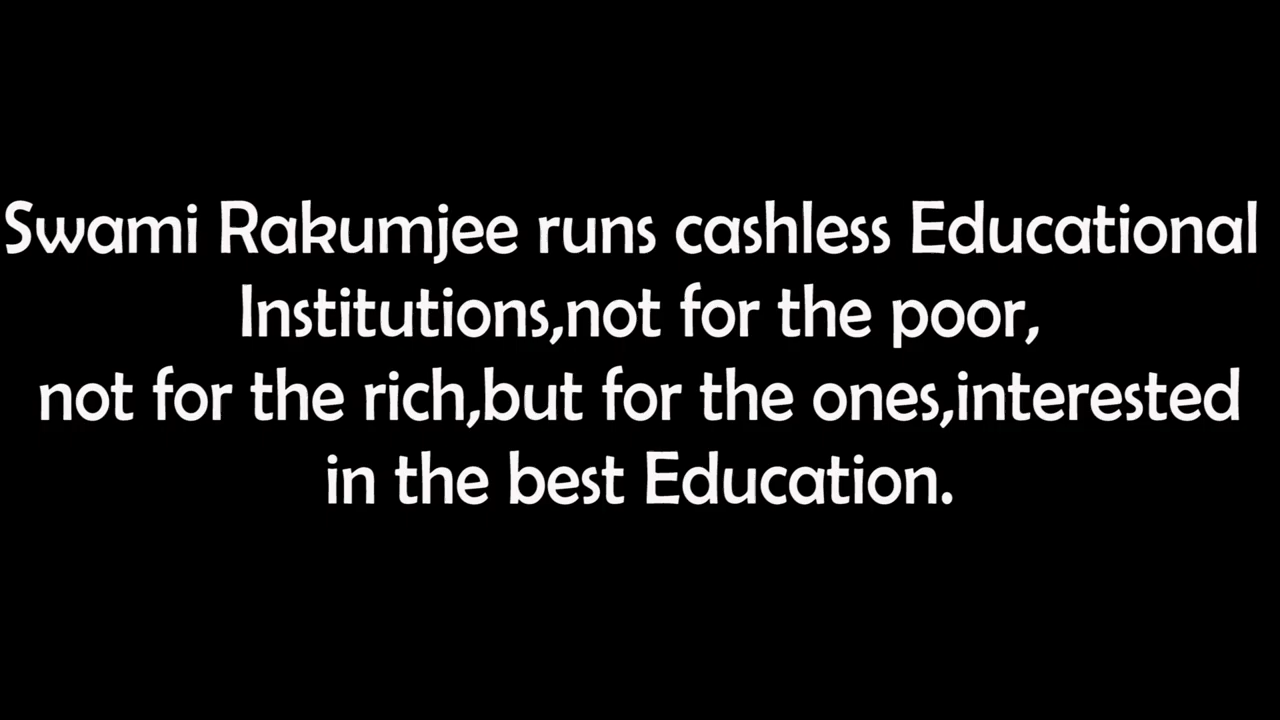 Swami Rakumjee runs cashless Educational
Institutions,not for the poor,
not for the rich,but for the ones,interested
in the best Education.